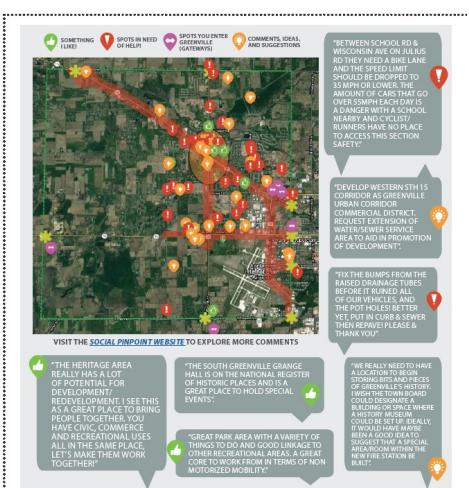 SOMETHING
I LIKE!
SPOTS IN NEED
OF HELP!
SPOTS YOU ENTER
GREENVILLE
(GATEWAYS)
COMMENTS, IDEAS,
AND SUGGESTIONS
"BETWEEN SCHOOL RD &
WISCONSIN AVE ON JULIUS
RD THEY NEED A BIKE LANE
AND THE SPEED LIMIT
SHOULD BE DROPPED TO
35 MPH OR LOWER. THE
AMOUNT OF CARS THAT GO
OVER 55MPH EACH DAY IS
A DANGER WITH A SCHOOL
NEARBY AND CYCLIST/
RUNNERS HAVE NO PLACE
TO ACCESS THIS SECTION
SAFETY."
"DEVELOP WESTERN STH 15
CORRIDOR AS GREENVILLE
URBAN CORRIDOR
COMMERCIAL DISTRICT.
REQUEST EXTENSION OF
WATER/SEWER SERVICE
AREA TO AID IN PROMOTION
OF DEVELOPMENT".
"FIX THE BUMPS FROM THE
RAISED DRAINAGE TUBES
BEFORE IT RUINED ALL
OF OUR VEHICLES, AND
THE POT HOLES! BETTER
YET, PUT IN CURB & SEWER
THEN REPAVE! PLEASE &
THANK YOU"
VISIT THE SOCIAL PINPOINT WEBSITE TO EXPLORE MORE COMMENTS
"THE HERITAGE AREA
REALLY HAS A LOT
OF POTENTIAL FOR
DEVELOPMENT/
REDEVELOPMENT. I SEE THIS
AS A GREAT PLACE TO BRING
PEOPLE TOGETHER. YOU
HAVE CIVIC, COMMERCE
AND RECREATIONAL USES
ALL IN THE SAME PLACE,
LET'S MAKE THEM WORK
TOGETHER!"
"THE SOUTH GREENVILLE GRANGE
HALL IS ON THE NATIONAL REGISTER
OF HISTORIC PLACES AND IS A
GREAT PLACE TO HOLD SPECIAL
EVENTS".
"GREAT PARK AREA WITH A VARIETY OF
THINGS TO DO AND GOOD LINKAGE TO
OTHER RECREATIONAL AREAS. A GREAT
CORE TO WORK FROM IN TERMS OF NON
MOTORIZED MOBILITY."
"WE REALLY NEED TO HAVE
A LOCATION TO BEGIN
STORING BITS AND PIECES
OF GREENVILLE'S HISTORY.
I WISH THE TOWN BOARD
COULD DESIGNATE A
BUILDING OR SPACE WHERE
A HISTORY MUSEUM
COULD BE SET UP. IDEALLY,
IT WOULD HAVE MAYBE
BEEN A GOOD IDEA TO
SUGGEST THAT A SPECIAL
AREA/ROOM WITHIN THE
NEW FIRE STATION BE
BUILT".